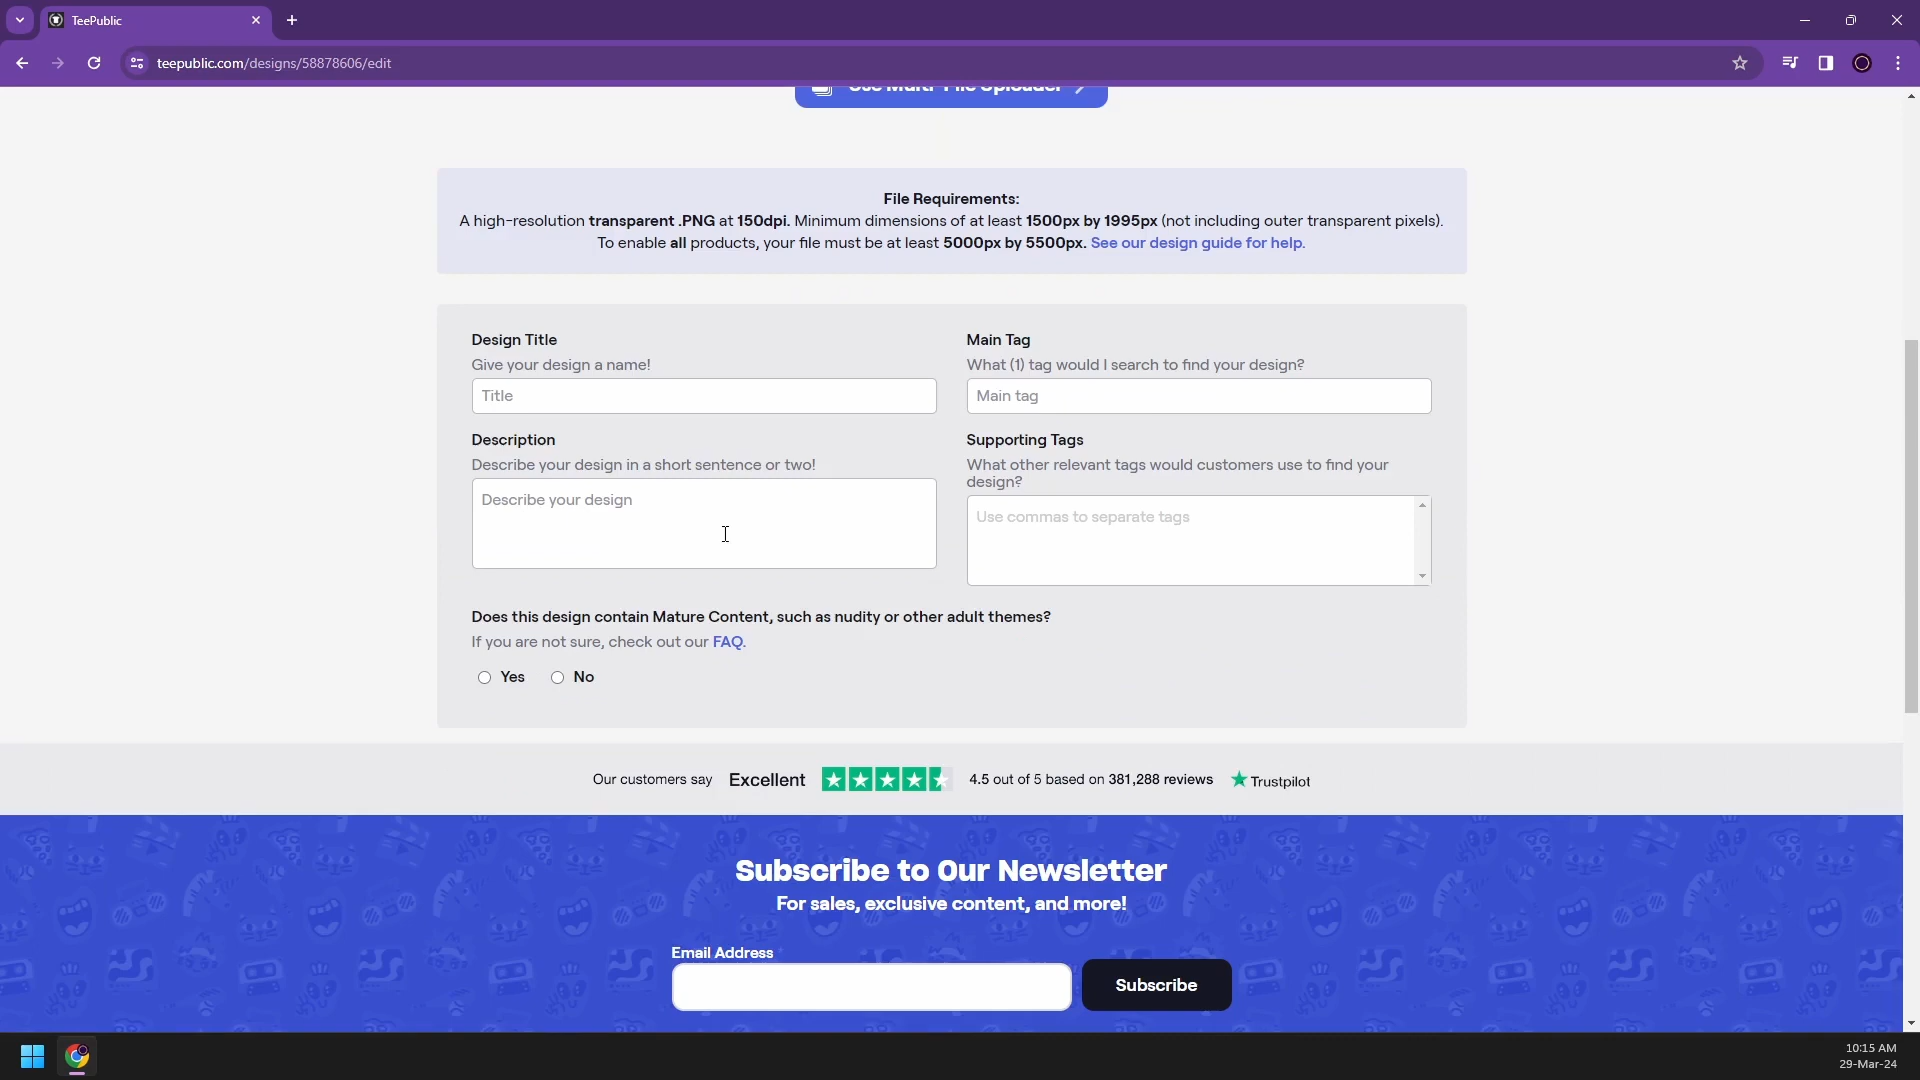 TeePublic
teepublic.com/designs/58878606/edit
Use Multi-File Uploader
File Requirements:
A high-resolution transparent .PNG at 150dpi. Minimum dimensions of at least 1500px by 1995px (not including outer transparent pixels).
To enable all products, your file must be at least 5000px by 5500px. See our design guide for help.
Design Title
Give your design a name!
Title
Main Tag
What (1) tag would I search to find your design?
Main tag
Description
Describe your design in a short sentence or two!
Describe your design
Supporting Tags
What other relevant tags would customers use to find your
design?
Use commas to separate tags
Does this design contain Mature Content, such as nudity or other adult themes?
If you are not sure, check out our FAQ.
Yes No
Our customers say Excellent 4.5 out of 5 based on 381,288 reviews Trustpilot
Subscribe to Our Newsletter
For sales, exclusive content, and more!
Email Address
Subscribe
10:15 AM
29-Mar-24